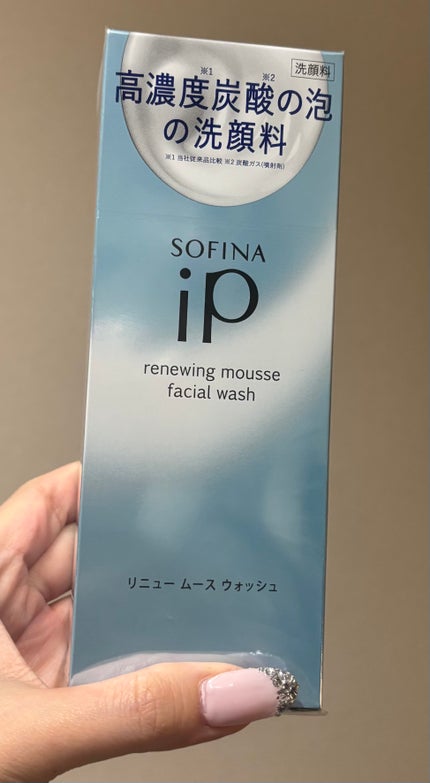 洗顔料
※1 ※2
高濃度炭酸の泡
の洗顔料
※1 当社従来品比較 ※2 炭酸ガス(噴射剤)
SOFINA
iP
renewing mousse
facial wash
リニュー ムース ウォッシュ